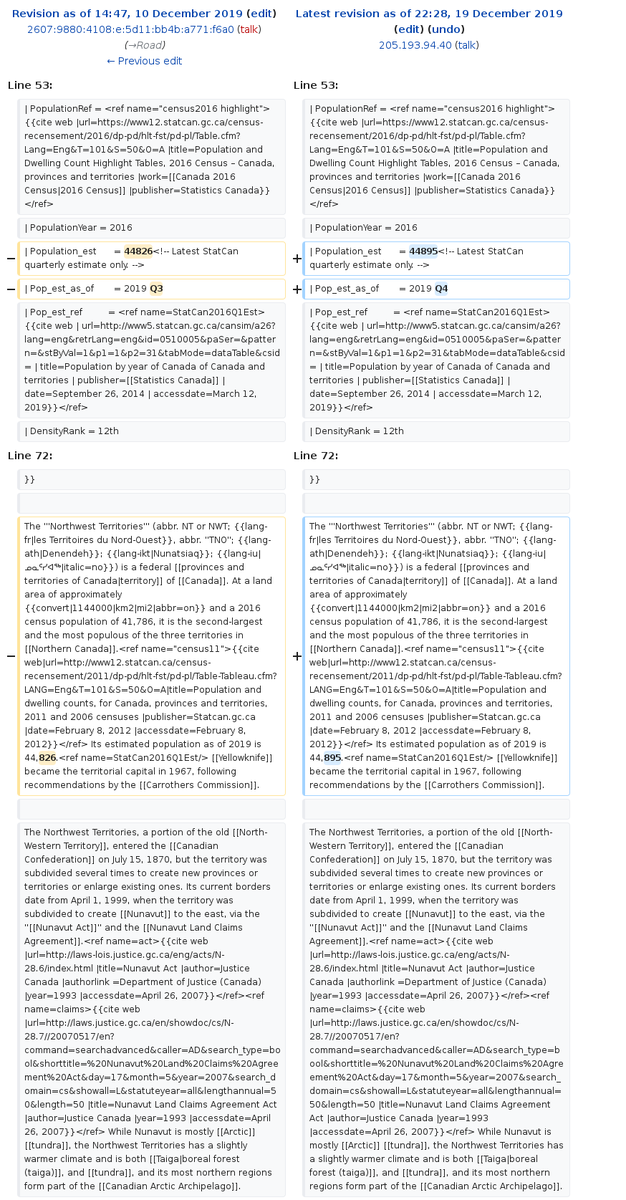 Revision as of 14:47, 10 December 2019 (edit)
2607:9880:4108:e:5d11:bb4b:a771:f6a0 (talk)
(→Road)
← Previous edit
Latest revision as of 22:28, 19 December 2019
(edit) (undo)
205.193.94.40 (talk)
Line 53:
Line 53:
| PopulationRef = <ref name="census2016 highlight">
{{cite web |url=https://www12.statcan.gc.ca/census-
recensement/2016/dp-pd/hlt-fst/pd-pl/Table.cfm?
Lang=Eng&T=101&S=50&O=A |title=Population and
Dwelling Count Highlight Tables, 2016 Census – Canada,
provinces and territories |work=[[Canada 2016
Census|2016 Census]] |publisher=Statistics Canada}}
</ref>
| PopulationRef = <ref name="census2016 highlight">
{{cite web |url=https://www12.statcan.gc.ca/census-
recensement/2016/dp-pd/hlt-fst/pd-pl/Table.cfm?
Lang=Eng&T=101&S=50&O=A |title=Population and
Dwelling Count Highlight Tables, 2016 Census – Canada,
provinces and territories |work=[[Canada 2016
Census|2016 Census]] |publisher=Statistics Canada}}
</ref>
| PopulationYear = 2016
| PopulationYear = 2016
− | Population_est = 44826<!-- Latest StatCan
quarterly estimate only. -->
+ | Population_est = 44895<!-- Latest StatCan
quarterly estimate only. -->
− | Pop_est_as_of = 2019 Q3
+ | Pop_est_as_of = 2019 Q4
| Pop_est_ref = <ref name=StatCan2016Q1Est>
{{cite web | url=http://www5.statcan.gc.ca/cansim/a26?
lang=eng&retrLang=eng&id=0510005&paSer=&patter
n=&stByVal=1&p1=1&p2=31&tabMode=dataTable&csid
= | title=Population by year of Canada of Canada and
territories | publisher=[[Statistics Canada]] |
date=September 26, 2014 | accessdate=March 12,
2019}}</ref>
| Pop_est_ref = <ref name=StatCan2016Q1Est>
{{cite web | url=http://www5.statcan.gc.ca/cansim/a26?
lang=eng&retrLang=eng&id=0510005&paSer=&patter
n=&stByVal=1&p1=1&p2=31&tabMode=dataTable&csid
= | title=Population by year of Canada of Canada and
territories | publisher=[[Statistics Canada]] |
date=September 26, 2014 | accessdate=March 12,
2019}}</ref>
| DensityRank = 12th
| DensityRank = 12th
Line 72:
Line 72:
}}
}}
The '''Northwest Territories''' (abbr. NT or NWT; {{lang-
fr|les Territoires du Nord-Ouest}}, abbr. ''TNO''; {{lang-
ath|Denendeh}}; {{lang-ikt|Nunatsiaq}}; {{lang-iu|
ᓄᓇᑦᓯᐊᖅ|italic=no}}) is a federal [[provinces and
territories of Canada|territory]] of [[Canada]]. At a land
area of approximately
{{convert|1144000|km2|mi2|abbr=on}} and a 2016
census population of 41,786, it is the second-largest
and the most populous of the three territories in
− [[Northern Canada]].<ref name="census11">{{cite
web|url=http://www12.statcan.ca/census-
recensement/2011/dp-pd/hlt-fst/pd-pl/Table-Tableau.cfm?
LANG=Eng&T=101&S=50&O=A|title=Population and
dwelling counts, for Canada, provinces and territories,
2011 and 2006 censuses |publisher=Statcan.gc.ca
|date=February 8, 2012 |accessdate=February 8,
2012}}</ref> Its estimated population as of 2019 is
44,826.<ref name=StatCan2016Q1Est/> [[Yellowknife]]
became the territorial capital in 1967, following
recommendations by the [[Carrothers Commission]].
The '''Northwest Territories''' (abbr. NT or NWT; {{lang-
fr|les Territoires du Nord-Ouest}}, abbr. ''TNO''; {{lang-
ath|Denendeh}}; {{lang-ikt|Nunatsiaq}}; {{lang-iu|
ᓄᓇᑦᓯᐊᖅ|italic=no}}) is a federal [[provinces and
territories of Canada|territory]] of [[Canada]]. At a land
area of approximately
{{convert|1144000|km2|mi2|abbr=on}} and a 2016
census population of 41,786, it is the second-largest
and the most populous of the three territories in
+ [[Northern Canada]].<ref name="census11">{{cite
web|url=http://www12.statcan.ca/census-
recensement/2011/dp-pd/hlt-fst/pd-pl/Table-Tableau.cfm?
LANG=Eng&T=101&S=50&O=A|title=Population and
dwelling counts, for Canada, provinces and territories,
2011 and 2006 censuses |publisher=Statcan.gc.ca
|date=February 8, 2012 |accessdate=February 8,
2012}}</ref> Its estimated population as of 2019 is
44,895.<ref name=StatCan2016Q1Est/> [[Yellowknife]]
became the territorial capital in 1967, following
recommendations by the [[Carrothers Commission]].
The Northwest Territories, a portion of the old [[North-
Western Territory]], entered the [[Canadian
Confederation]] on July 15, 1870, but the territory was
subdivided several times to create new provinces or
territories or enlarge existing ones. Its current borders
date from April 1, 1999, when the territory was
subdivided to create [[Nunavut]] to the east, via the
''[[Nunavut Act]]'' and the [[Nunavut Land Claims
Agreement]].<ref name=act>{{cite web
|url=http://laws-lois.justice.gc.ca/eng/acts/N-
28.6/index.html |title=Nunavut Act |author=Justice
Canada |authorlink =Department of Justice (Canada)
|year=1993 |accessdate=April 26, 2007}}</ref><ref
name=claims>{{cite web
|url=http://laws.justice.gc.ca/en/showdoc/cs/N-
28.7//20070517/en?
command=searchadvanced&caller=AD&search_type=bo
ol&shorttitle=%20Nunavut%20Land%20Claims%20Agre
ement%20Act&day=17&month=5&year=2007&search_d
omain=cs&showall=L&statuteyear=all&lengthannual=5
0&length=50 |title=Nunavut Land Claims Agreement Act
|author=Justice Canada |year=1993 |accessdate=April
26, 2007}}</ref> While Nunavut is mostly [[Arctic]]
[[tundra]], the Northwest Territories has a slightly
warmer climate and is both [[Taiga|boreal forest
(taiga)]], and [[tundra]], and its most northern regions
form part of the [[Canadian Arctic Archipelago]].
The Northwest Territories, a portion of the old [[North-
Western Territory]], entered the [[Canadian
Confederation]] on July 15, 1870, but the territory was
subdivided several times to create new provinces or
territories or enlarge existing ones. Its current borders
date from April 1, 1999, when the territory was
subdivided to create [[Nunavut]] to the east, via the
''[[Nunavut Act]]'' and the [[Nunavut Land Claims
Agreement]].<ref name=act>{{cite web
|url=http://laws-lois.justice.gc.ca/eng/acts/N-
28.6/index.html |title=Nunavut Act |author=Justice
Canada |authorlink =Department of Justice (Canada)
|year=1993 |accessdate=April 26, 2007}}</ref><ref
name=claims>{{cite web
|url=http://laws.justice.gc.ca/en/showdoc/cs/N-
28.7//20070517/en?
command=searchadvanced&caller=AD&search_type=b
ool&shorttitle=%20Nunavut%20Land%20Claims%20Agre
ement%20Act&day=17&month=5&year=2007&search_
domain=cs&showall=L&statuteyear=all&lengthannual=
50&length=50 |title=Nunavut Land Claims Agreement
Act |author=Justice Canada |year=1993
|accessdate=April 26, 2007}}</ref> While Nunavut is
mostly [[Arctic]] [[tundra]], the Northwest Territories has
a slightly warmer climate and is both [[Taiga|boreal
forest (taiga)]], and [[tundra]], and its most northern
regions form part of the [[Canadian Arctic Archipelago]].